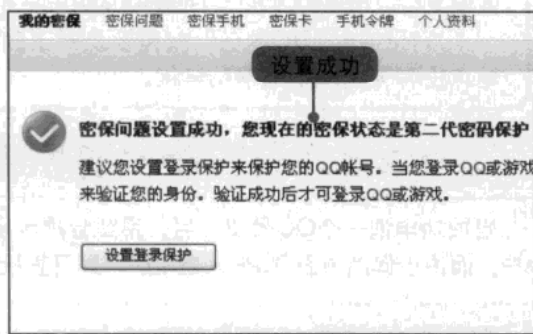 我的密保 密保问题 密保手机 密保卡 手机令牌 个人资料
设置成功
密保问题设置成功，您现在的密保状态是第二代密码保护
建议您设置登录保护来保护您的QQ帐号。当您登录QQ或游戏
来验证您的身份。验证成功后才可登录QQ或游戏。
设置登录保护